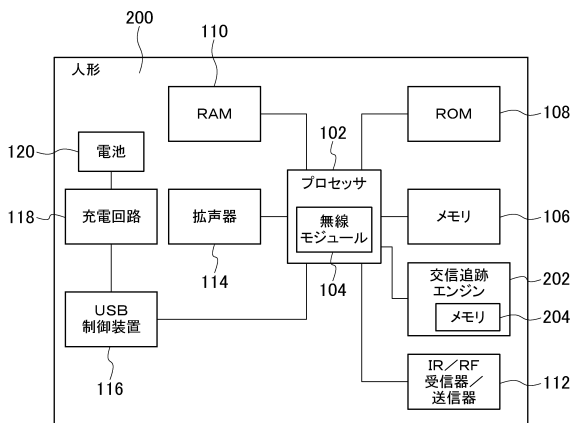 200
110
人形
RAM
ROM
108
102
120
電池
プロセッサ
118
充電回路
拡声器
無線
モジュール
メモリ
106
114
104
交信追跡
エンジン
202
メモリ
204
USB
制御装置
116
IR/RF
受信器/
送信器
112